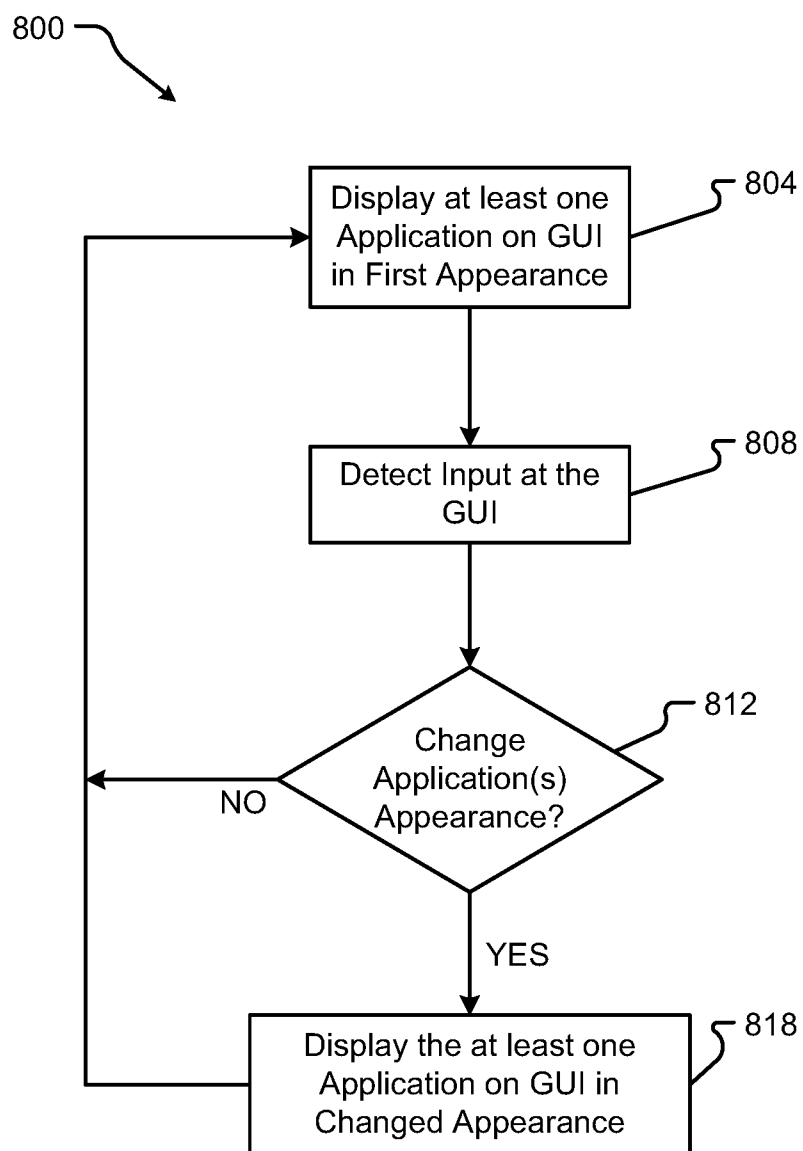 800
Display at least one
Application on GUI
in First Appearance
804
Detect Input at the
GUI
808
Change
Application(s)
Appearance?
812
NO
YES
Display the at least one
Application on GUI in
Changed Appearance
818